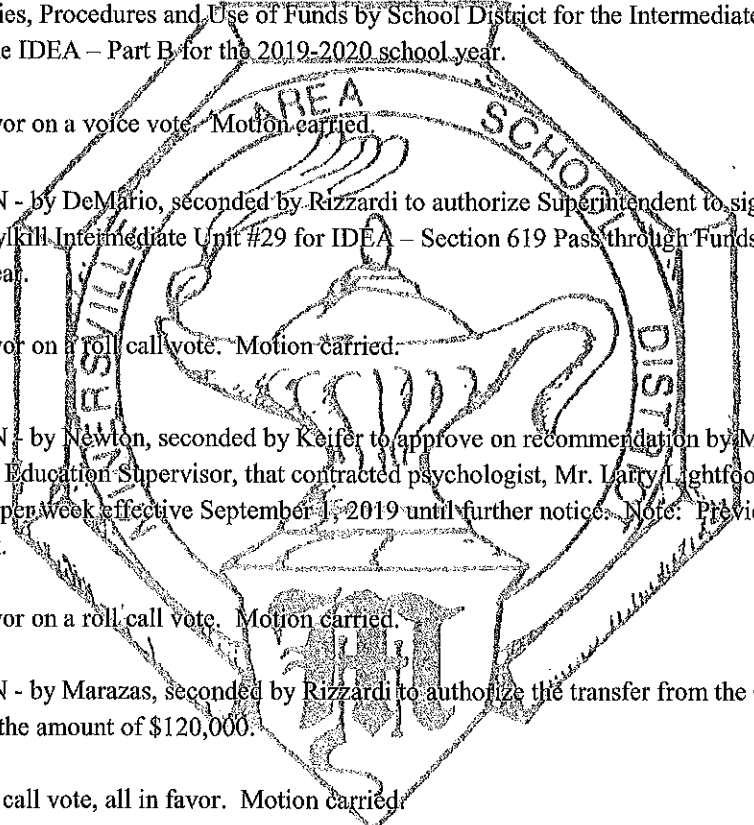 ies, Procedures and Use of Funds by School District for the Intermediate
e IDEA – Part B for the 2019-2020 school year.
vor on a voice vote. Motion carried.
N - by DeMario, seconded by Rizzardi to authorize Superintendent to sig
ylkill Intermediate Unit #29 for IDEA – Section 619 Pass through Funds
ear.
vor on a roll call vote. Motion carried.
N - by Newton, seconded by Keifer to approve on recommendation by M
Education Supervisor, that contracted psychologist, Mr. Larry Lightfoo
per week effective September 1, 2019 until further notice. Note: Previo
.
vor on a roll call vote. Motion carried.
N - by Marazas, seconded by Rizzardi to authorize the transfer from the
the amount of $120,000.
call vote, all in favor. Motion carried.
MINERSVILLE AREA SCHOOL DISTRICT
M